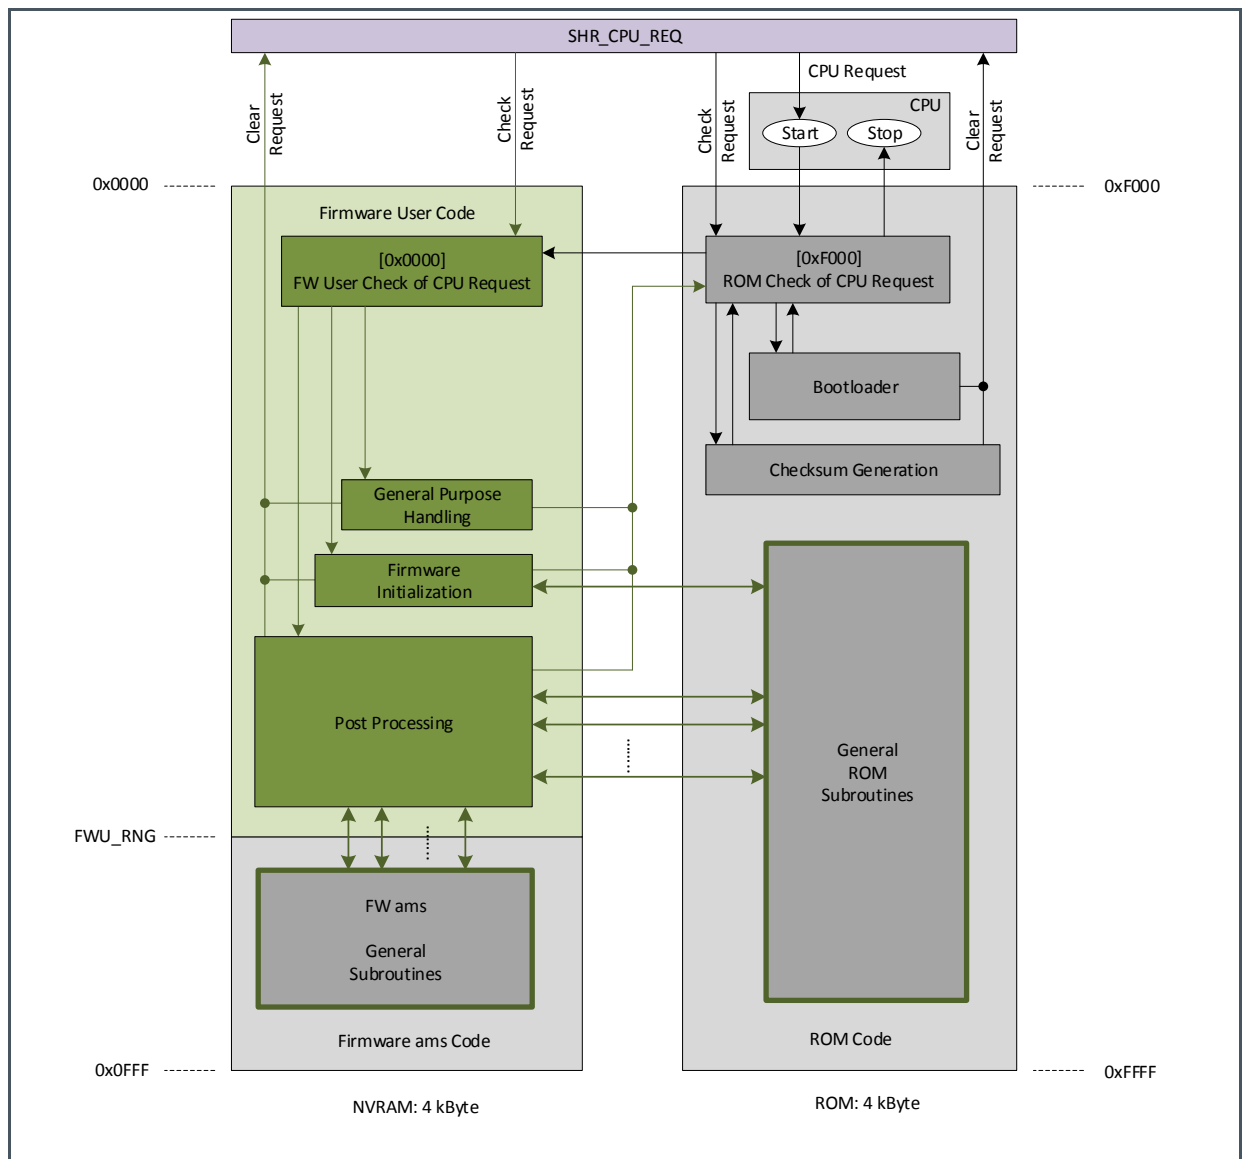 SHR_CPU_REQ
Clear
Request
Check
Request
Check
Request
CPU Request
CPU
Start
Stop
Clear
Request
0x0000
0xF000
Firmware User Code
[0x0000]
FW User Check of CPU Request
[0xF000]
ROM Check of CPU Request
Bootloader
Checksum Generation
General Purpose
Handling
Firmware
Initialization
Post Processing
General
ROM
Subroutines
FWU_RNG
FW ams
General
Subroutines
Firmware ams Code
ROM Code
0x0FFF
0xFFFF
NVRAM: 4 kByte
ROM: 4 kByte